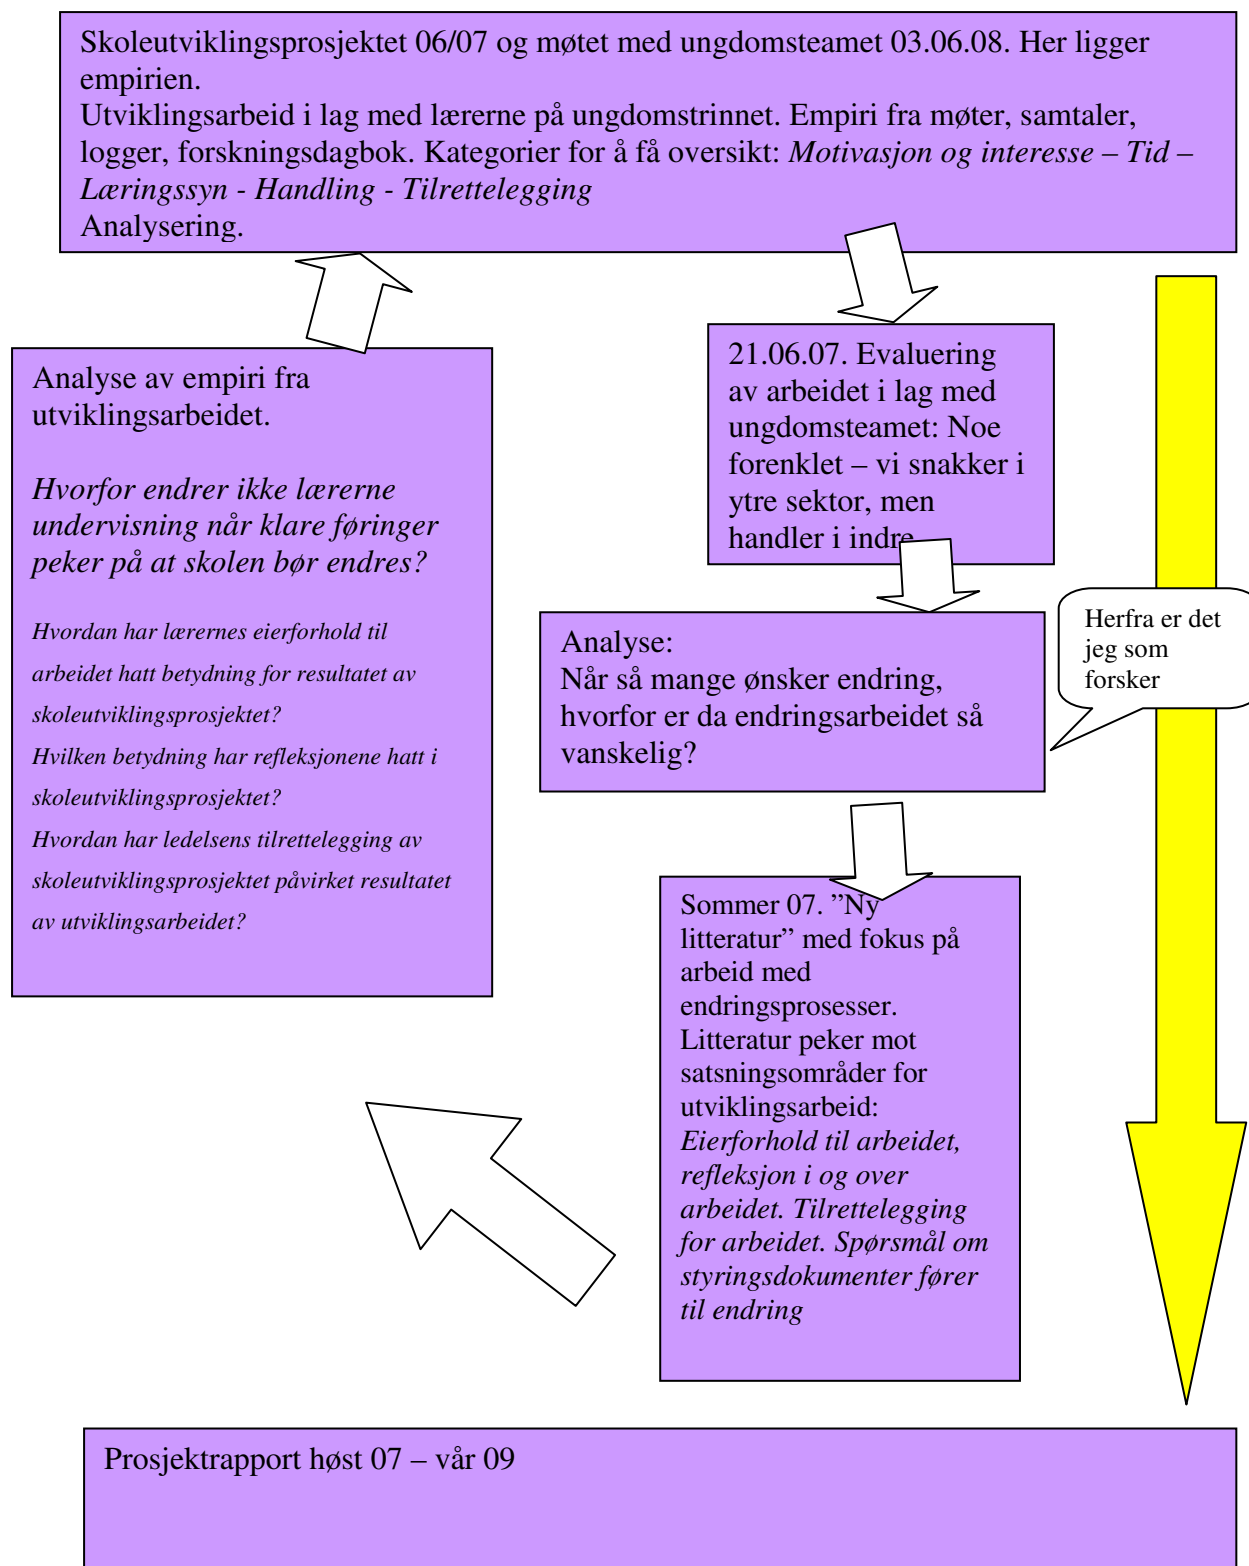 Skoleutviklingsprosjektet 06/07 og møtet med ungdomsteamet 03.06.08. Her ligger
empirien.
Utviklingsarbeid i lag med lærerne på ungdomstrinnet. Empiri fra møter, samtaler,
logger, forskningsdagbok. Kategorier for å få oversikt: Motivasjon og interesse – Tid –
Læringssyn - Handling - Tilrettelegging
Analysering.
21.06.07. Evaluering
av arbeidet i lag med
ungdomsteamet: Noe
forenklet – vi snakker i
ytre sektor, men
handler i indre
Analyse:
Når så mange ønsker endring,
hvorfor er da endringsarbeidet så
vanskelig?
Herfra er det
jeg som
forsker
Sommer 07. ”Ny
litteratur” med fokus på
arbeid med
endringsprosesser.
Litteratur peker mot
satsningsområder for
utviklingsarbeid:
Eierforhold til arbeidet,
refleksjon i og over
arbeidet. Tilrettelegging
for arbeidet. Spørsmål om
styringsdokumenter fører
til endring
Analyse av empiri fra
utviklingsarbeidet.
Hvorfor endrer ikke lærerne
undervisning når klare føringer
peker på at skolen bør endres?
Hvordan har lærernes eierforhold til
arbeidet hatt betydning for resultatet av
skoleutviklingsprosjektet?
Hvilken betydning har refleksjonene hatt i
skoleutviklingsprosjektet?
Hvordan har ledelsens tilrettelegging av
skoleutviklingsprosjektet påvirket resultatet
av utviklingsarbeidet?
Prosjektrapport høst 07 – vår 09